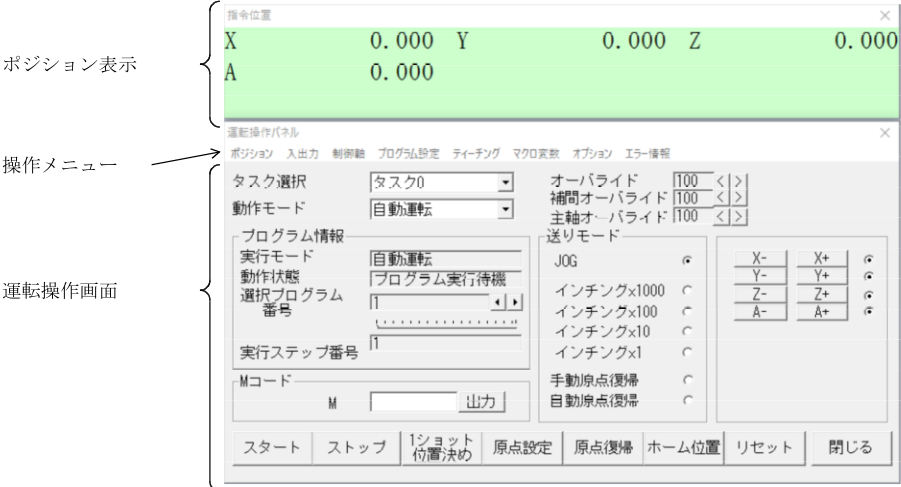 指令位置
X 0.000 Y 0.000 Z 0.000
A 0.000
ポジション表示
運転操作パネル
操作メニュー
ポジション 入出力 制御軸 プログラム設定 ティーチング マクロ変数 オプション エラー情報
タスク選択 タスク0
動作モード 自動運転
オーバライド 100 < >
補間オーバライド 100 < >
主軸オーバライド 100 < >
運転操作画面
プログラム情報
実行モード 自動運転
動作状態 プログラム実行待機
選択プログラム
番号 1
実行ステップ番号 1
Mコード
M 出力
送りモード
JOG
インチングx1000
インチングx100
インチングx10
インチングx1
手動原点復帰
自動原点復帰
X- X+
Y- Y+
Z- Z+
A- A+
スタート ストップ 1ショット
位置決め 原点設定 原点復帰 ホーム位置 リセット 閉じる